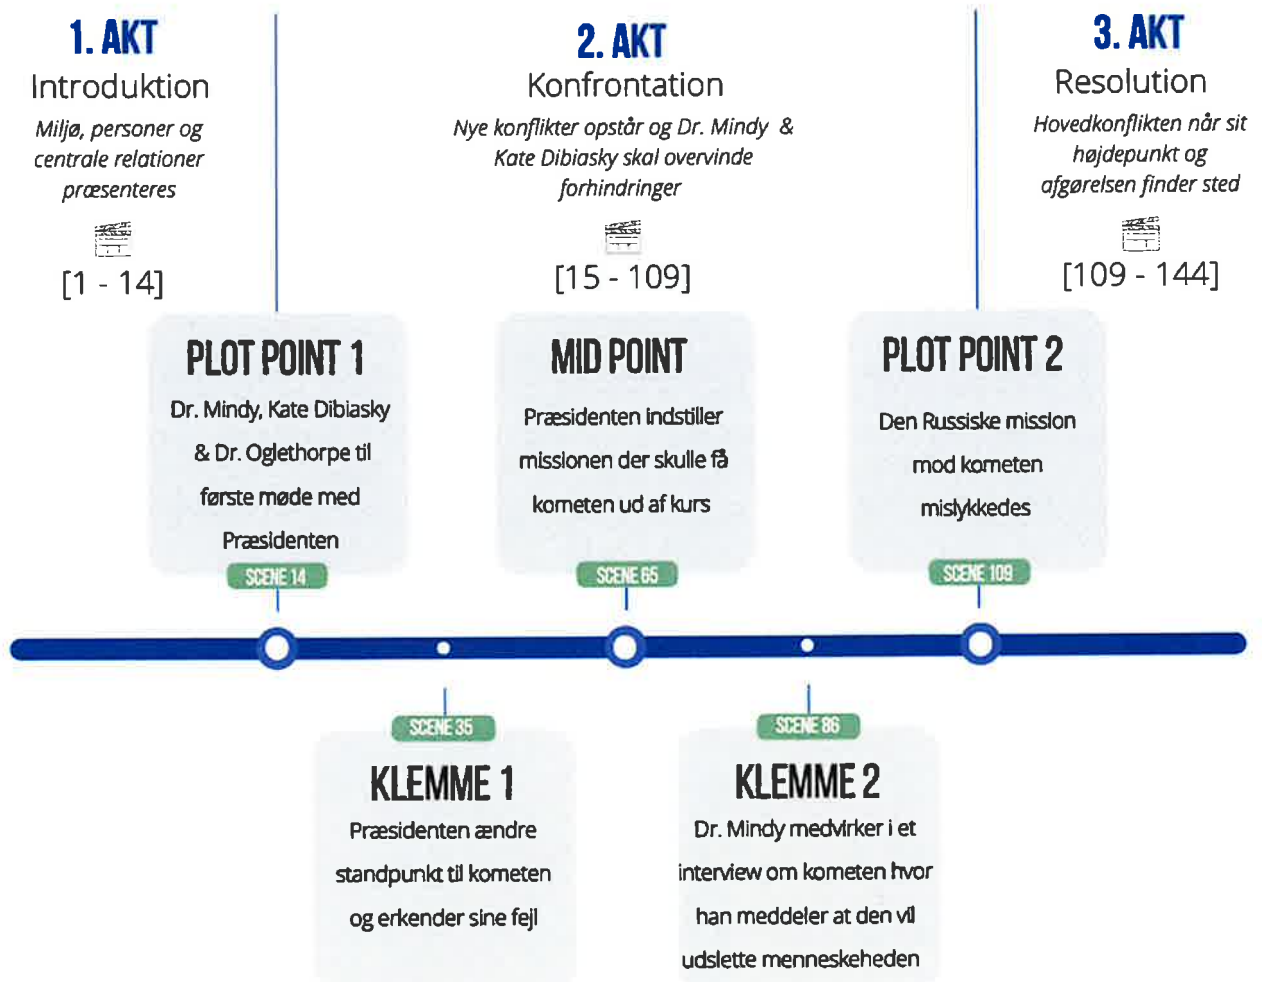 1. AKT
Introduktion
Miljø, personer og
centrale relationer
præsenteres
[1 - 14]
2. AKT
Konfrontation
Nye konflikter opstår og Dr. Mindy &
Kate Dibiasky skal overvinde
forhindringer
[15 - 109]
3. AKT
Resolution
Hovedkonflikten når sit
højdepunkt og
afgørelsen finder sted
[109 - 144]
PLOT POINT 1
Dr. Mindy, Kate Dibiasky
& Dr. Oglethorpe til
første møde med
Præsidenten
SCENE 14
MID POINT
Præsidenten indstiller
missionen der skulle få
kometen ud af kurs
SCENE 65
PLOT POINT 2
Den Russiske mission
mod kometen
mislykkedes
SCENE 109
SCENE 35
KLEMME 1
Præsidenten ændre
standpunkt til kometen
og erkender sine fejl
SCENE 86
KLEMME 2
Dr. Mindy medvirker i et
interview om kometen hvor
han meddeler at den vil
udslette menneskeheden